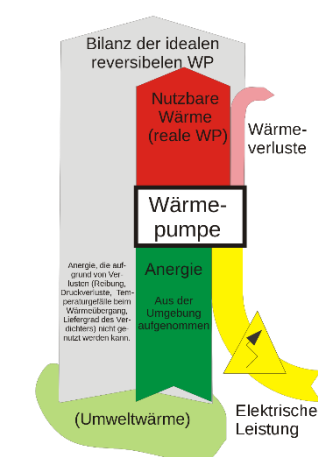 Bilanz der idealen
reversibelen WP
Nutzbare
Wärme
(reale WP)
Wärme-
verluste
Wärme-
pumpe
Anergie, die auf-
grund von Ver-
lusten (Reibung,
Druckverluste, Tem-
peraturgefälle beim
Wärmeübergang,
Liefergrad des Ver-
dichters) nicht ge-
nutzt werden kann.
Anergie
Aus der
Umgebung
aufgenommen
(Umweltwärme)
Elektrische
Leistung